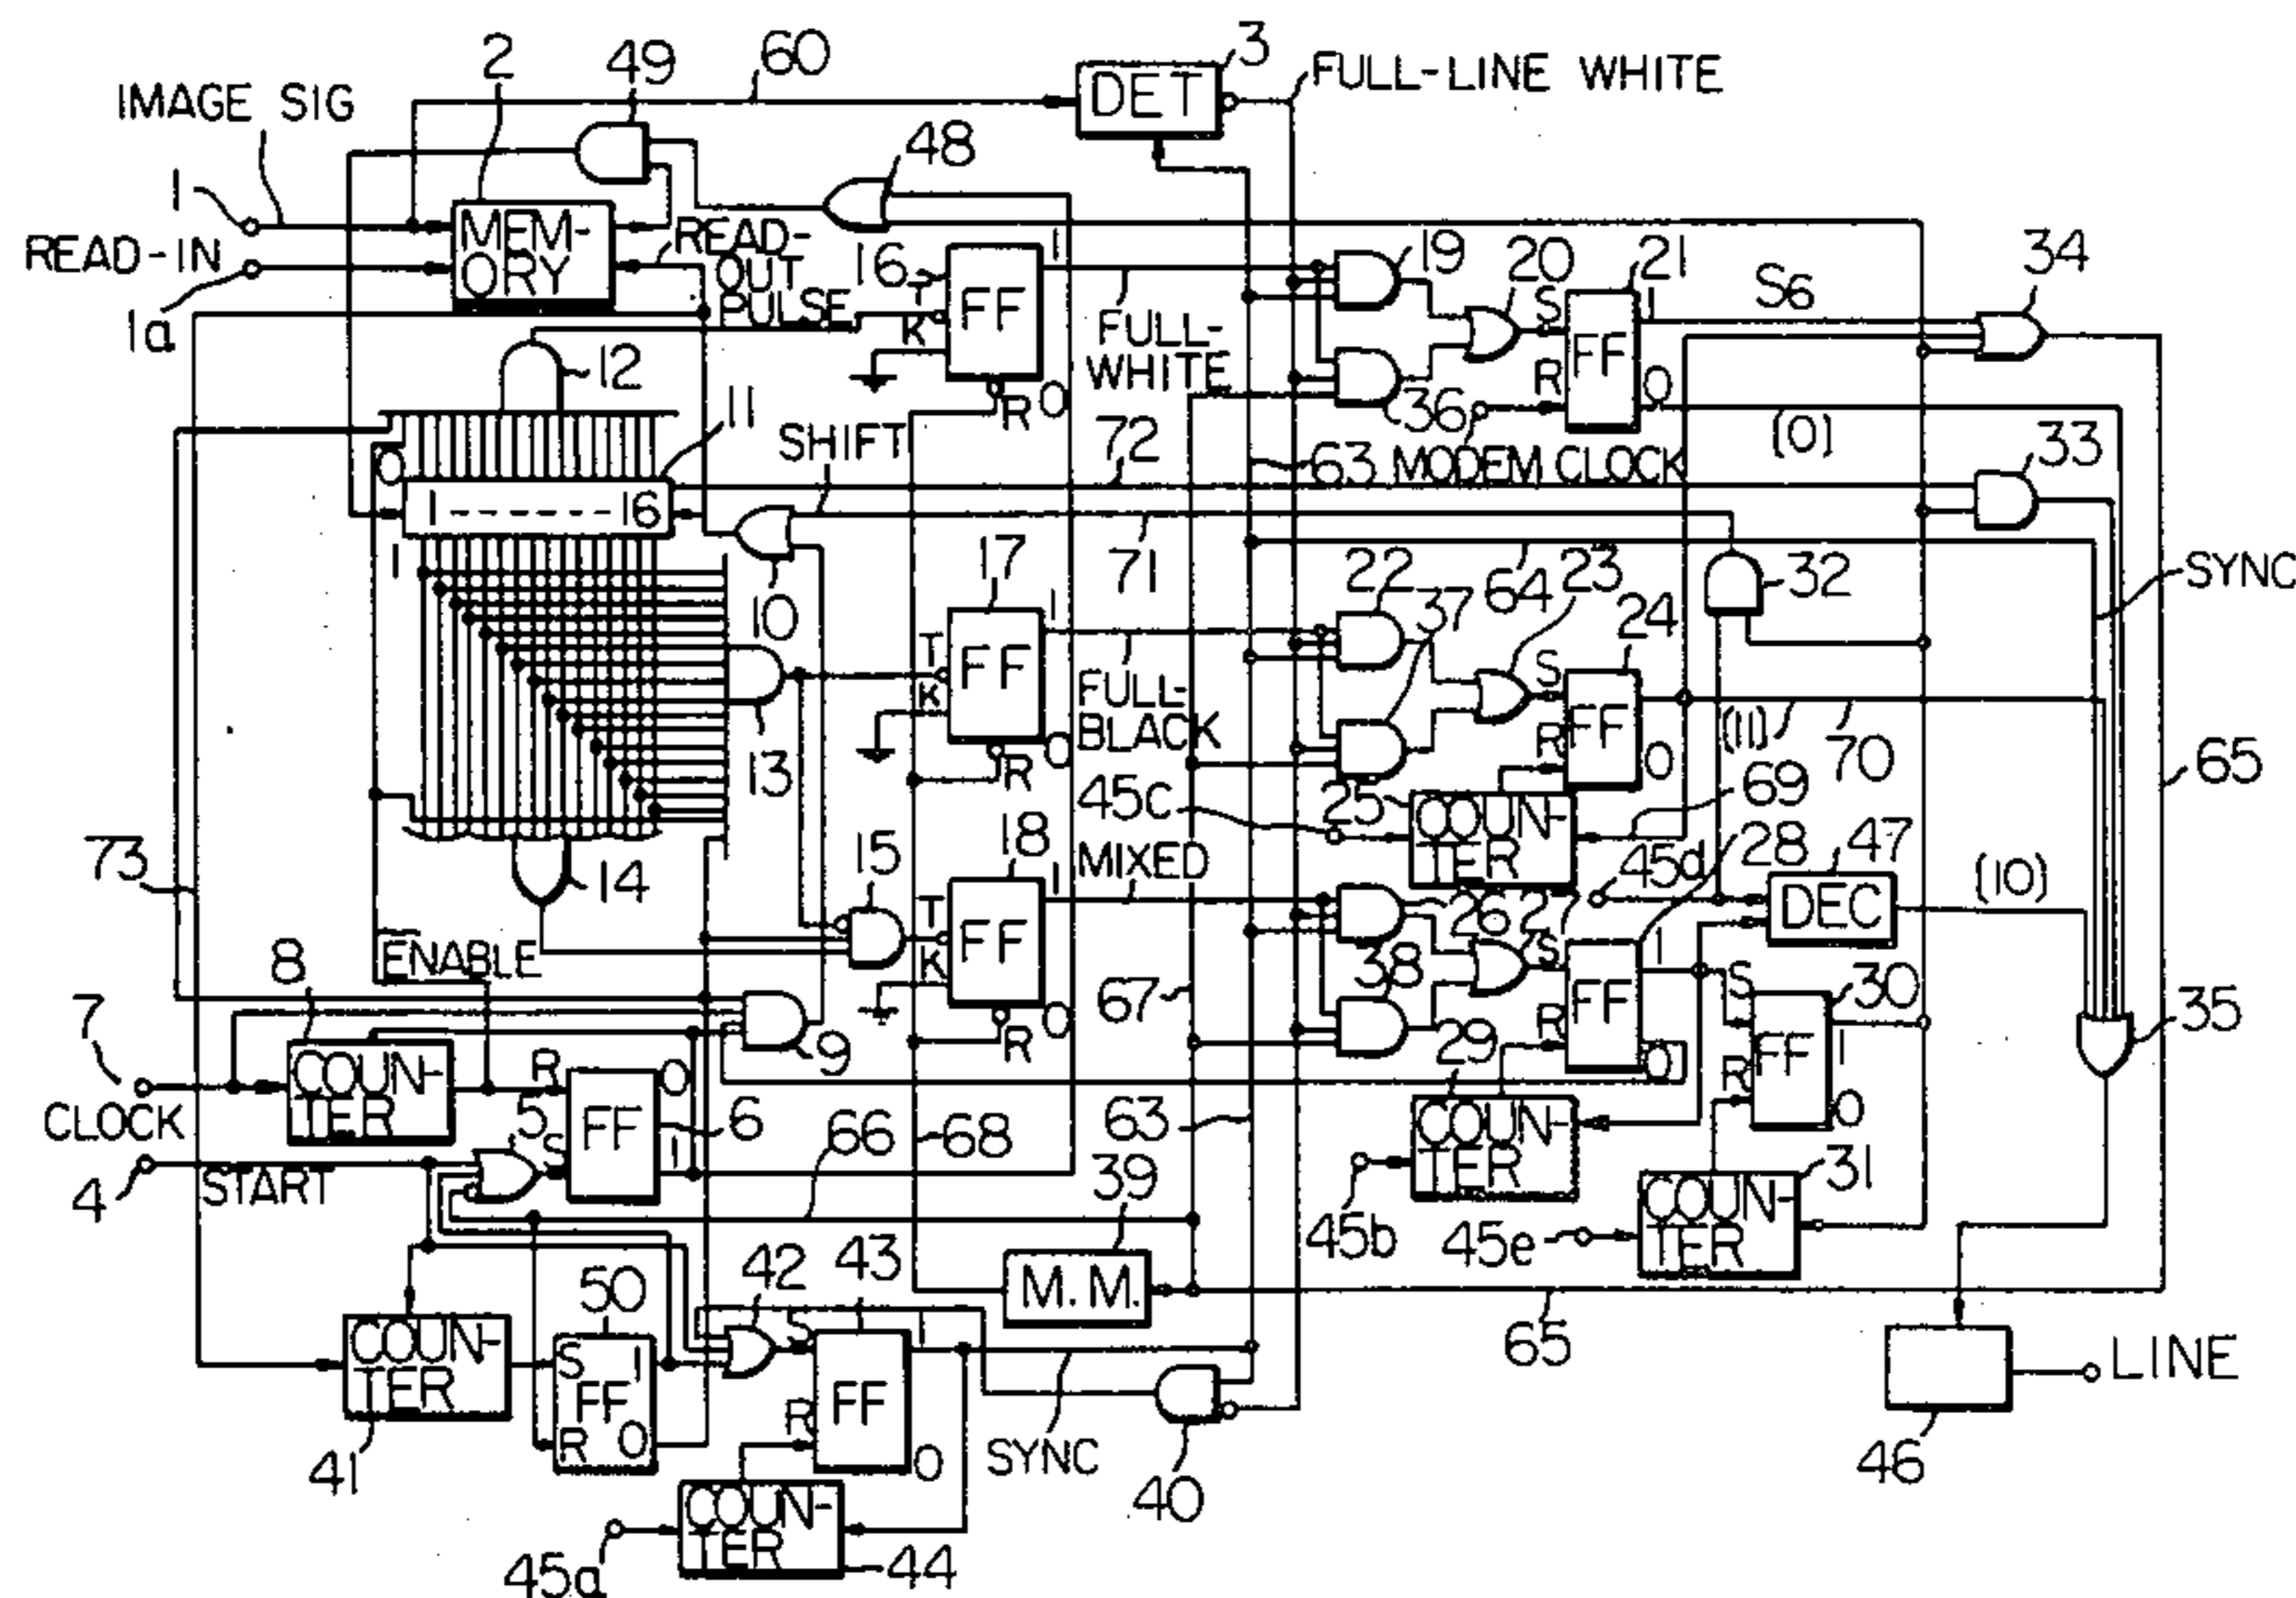 2
49
60
3
FULL-LINE WHITE
IMAGE SIG
DET
48
1
MEM-
ORY
READ-
OUT
PULSE
READ-IN
1a
16
T
K
FF
1
0
R
FULL-
WHITE
19
20
21
S
R
FF
1
0
S6
34
36
MODEM CLOCK
(0)
12
11
0
SHIFT
72
63
33
1-------16
1
10
71
64
32
SYNC
17
T
K
FF
1
0
R
FULL-
BLACK
22
37
23
24
S
R
FF
0
(11)
70
65
13
45c
25
COUN-
TER
69
28
73
14
15
18
T
K
FF
1
0
R
MIXED
26
27
45d
47
DEC
(10)
ENABLE
8
7
CLOCK
COUN-
TER
9
67
38
29
S
R
FF
1
0
S
R
FF
1
0
30
35
R
S
5
FF
0
1
6
66
68
63
39
COUN-
TER
31
4
START
45b
45e
COUN-
TER
50
42
43
M.M.
65
COUN-
TER
41
S
R
FF
1
0
S
R
FF
1
0
SYNC
40
LINE
46
45a
COUN-
TER
44